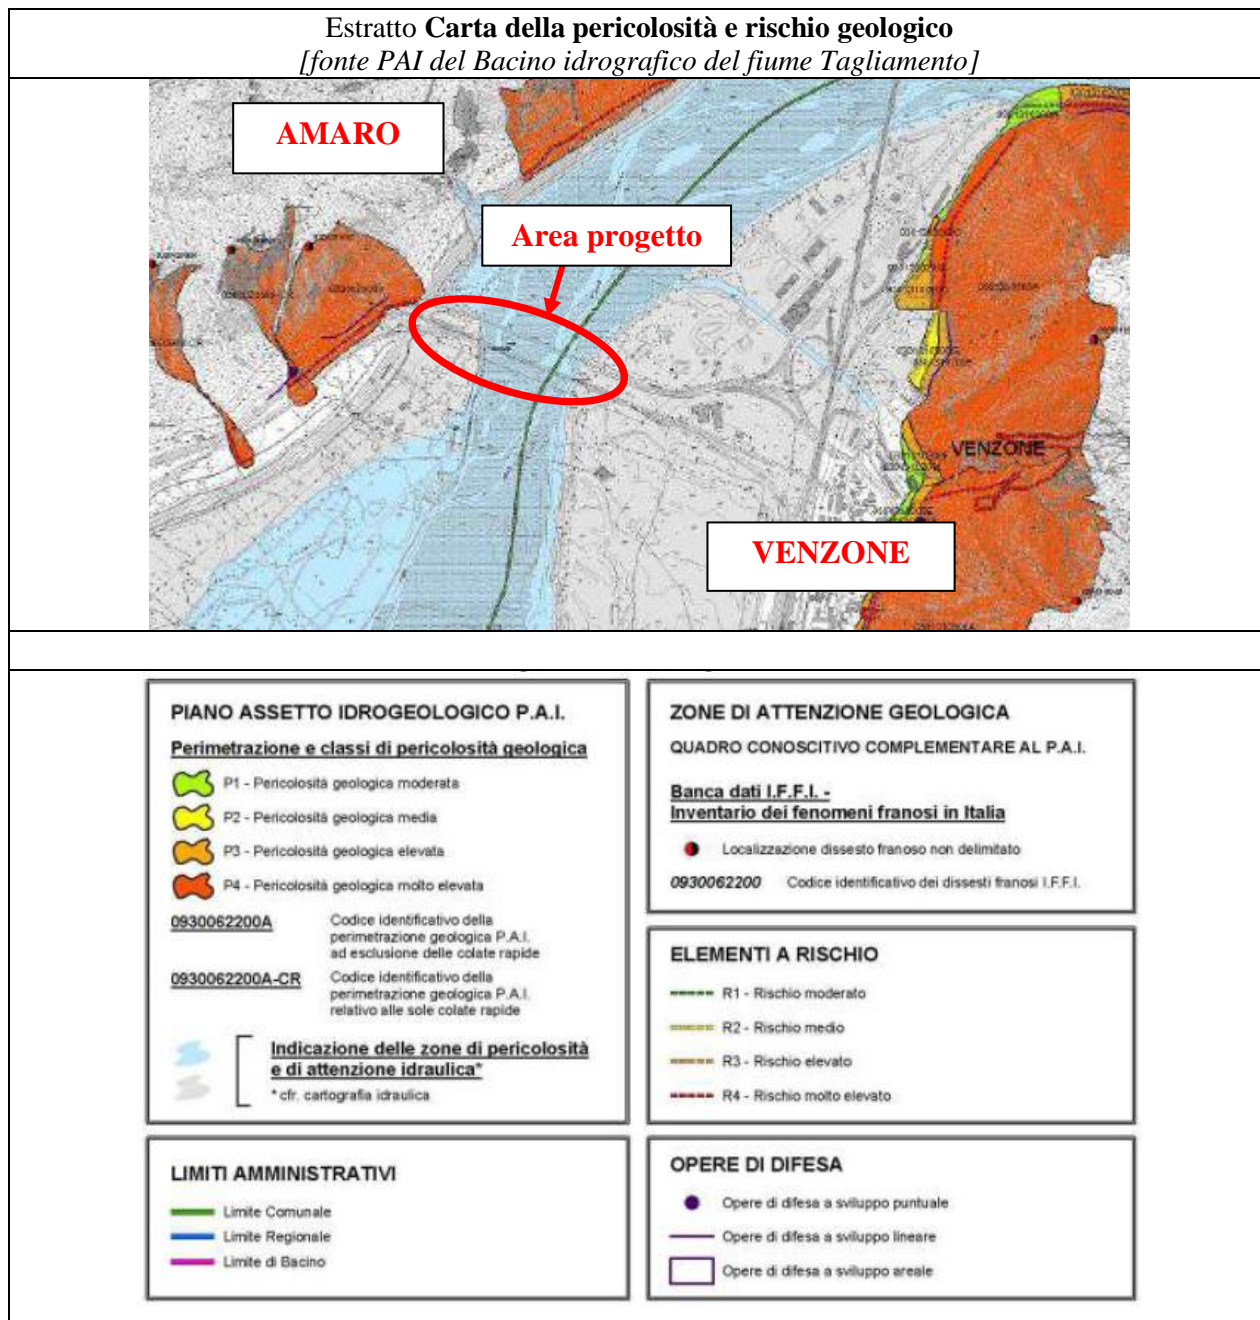 Estratto Carta della pericolosità e rischio geologico
[fonte PAI del Bacino idrografico del fiume Tagliamento]
AMARO
Area progetto
VENZONE
VENZONE
PIANO ASSETTO IDROGEOLOGICO P.A.I.
Perimetrazione e classi di pericolosità geologica
P1 - Pericolosità geologica moderata
P2 - Pericolosità geologica media
P3 - Pericolosità geologica elevata
P4 - Pericolosità geologica molto elevata
0930062200A Codice identificativo della
perimetrazione geologica P.A.I.
ad esclusione delle colate rapide
0930062200A-CR Codice identificativo della
perimetrazione geologica P.A.I.
relativo alle sole colate rapide
Indicazione delle zone di pericolosità
e di attenzione idraulica*
* cfr. cartografia idraulica
LIMITI AMMINISTRATIVI
Limite Comunale
Limite Regionale
Limite di Bacino
ZONE DI ATTENZIONE GEOLOGICA
QUADRO CONOSCITIVO COMPLEMENTARE AL P.A.I.
Banca dati I.F.F.I. -
Inventario dei fenomeni franosi in Italia
Localizzazione dissesto franoso non delimitato
0930062200 Codice identificativo dei dissesti franosi I.F.F.I.
ELEMENTI A RISCHIO
R1 - Rischio moderato
R2 - Rischio medio
R3 - Rischio elevato
R4 - Rischio molto elevato
OPERE DI DIFESA
Opere di difesa a sviluppo puntuale
Opere di difesa a sviluppo lineare
Opere di difesa a sviluppo areale